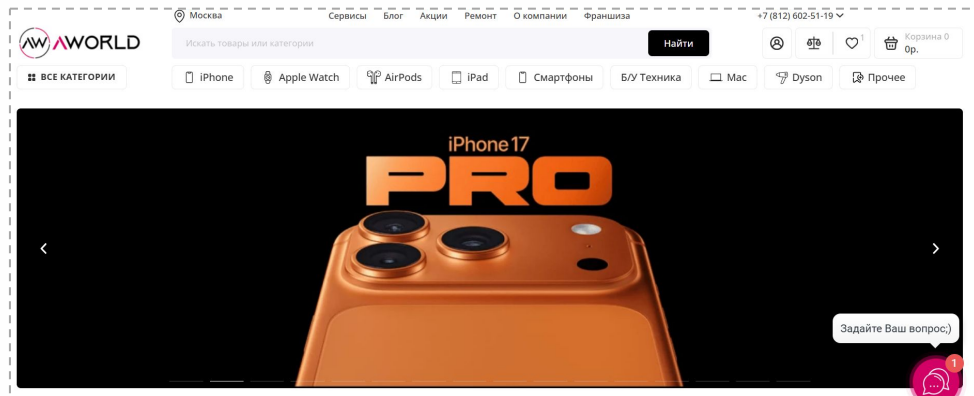 Москва
Сервисы Блог Акции Ремонт О компании Франшиза
+7 (812) 602-51-19
AW AWORLD
Искать товары или категории
Найти
1
Корзина 0
0р.
ВСЕ КАТЕГОРИИ
iPhone Apple Watch AirPods iPad Смартфоны Б/У Техника Mac Dyson Прочее
iPhone 17
PRO
Задайте Ваш вопрос;)
1